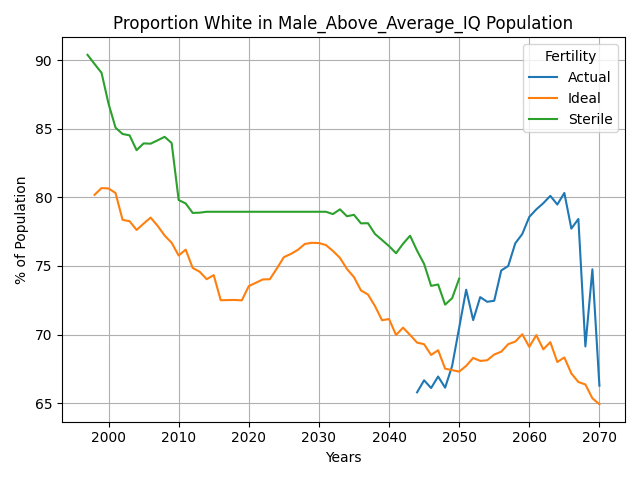 Proportion White in Male_Above_Average_IQ Population
% of Population
90
85
80
75
70
65
Fertility
Actual
Ideal
Sterile
2000 2010 2020 2030 2040 2050 2060 2070
Years